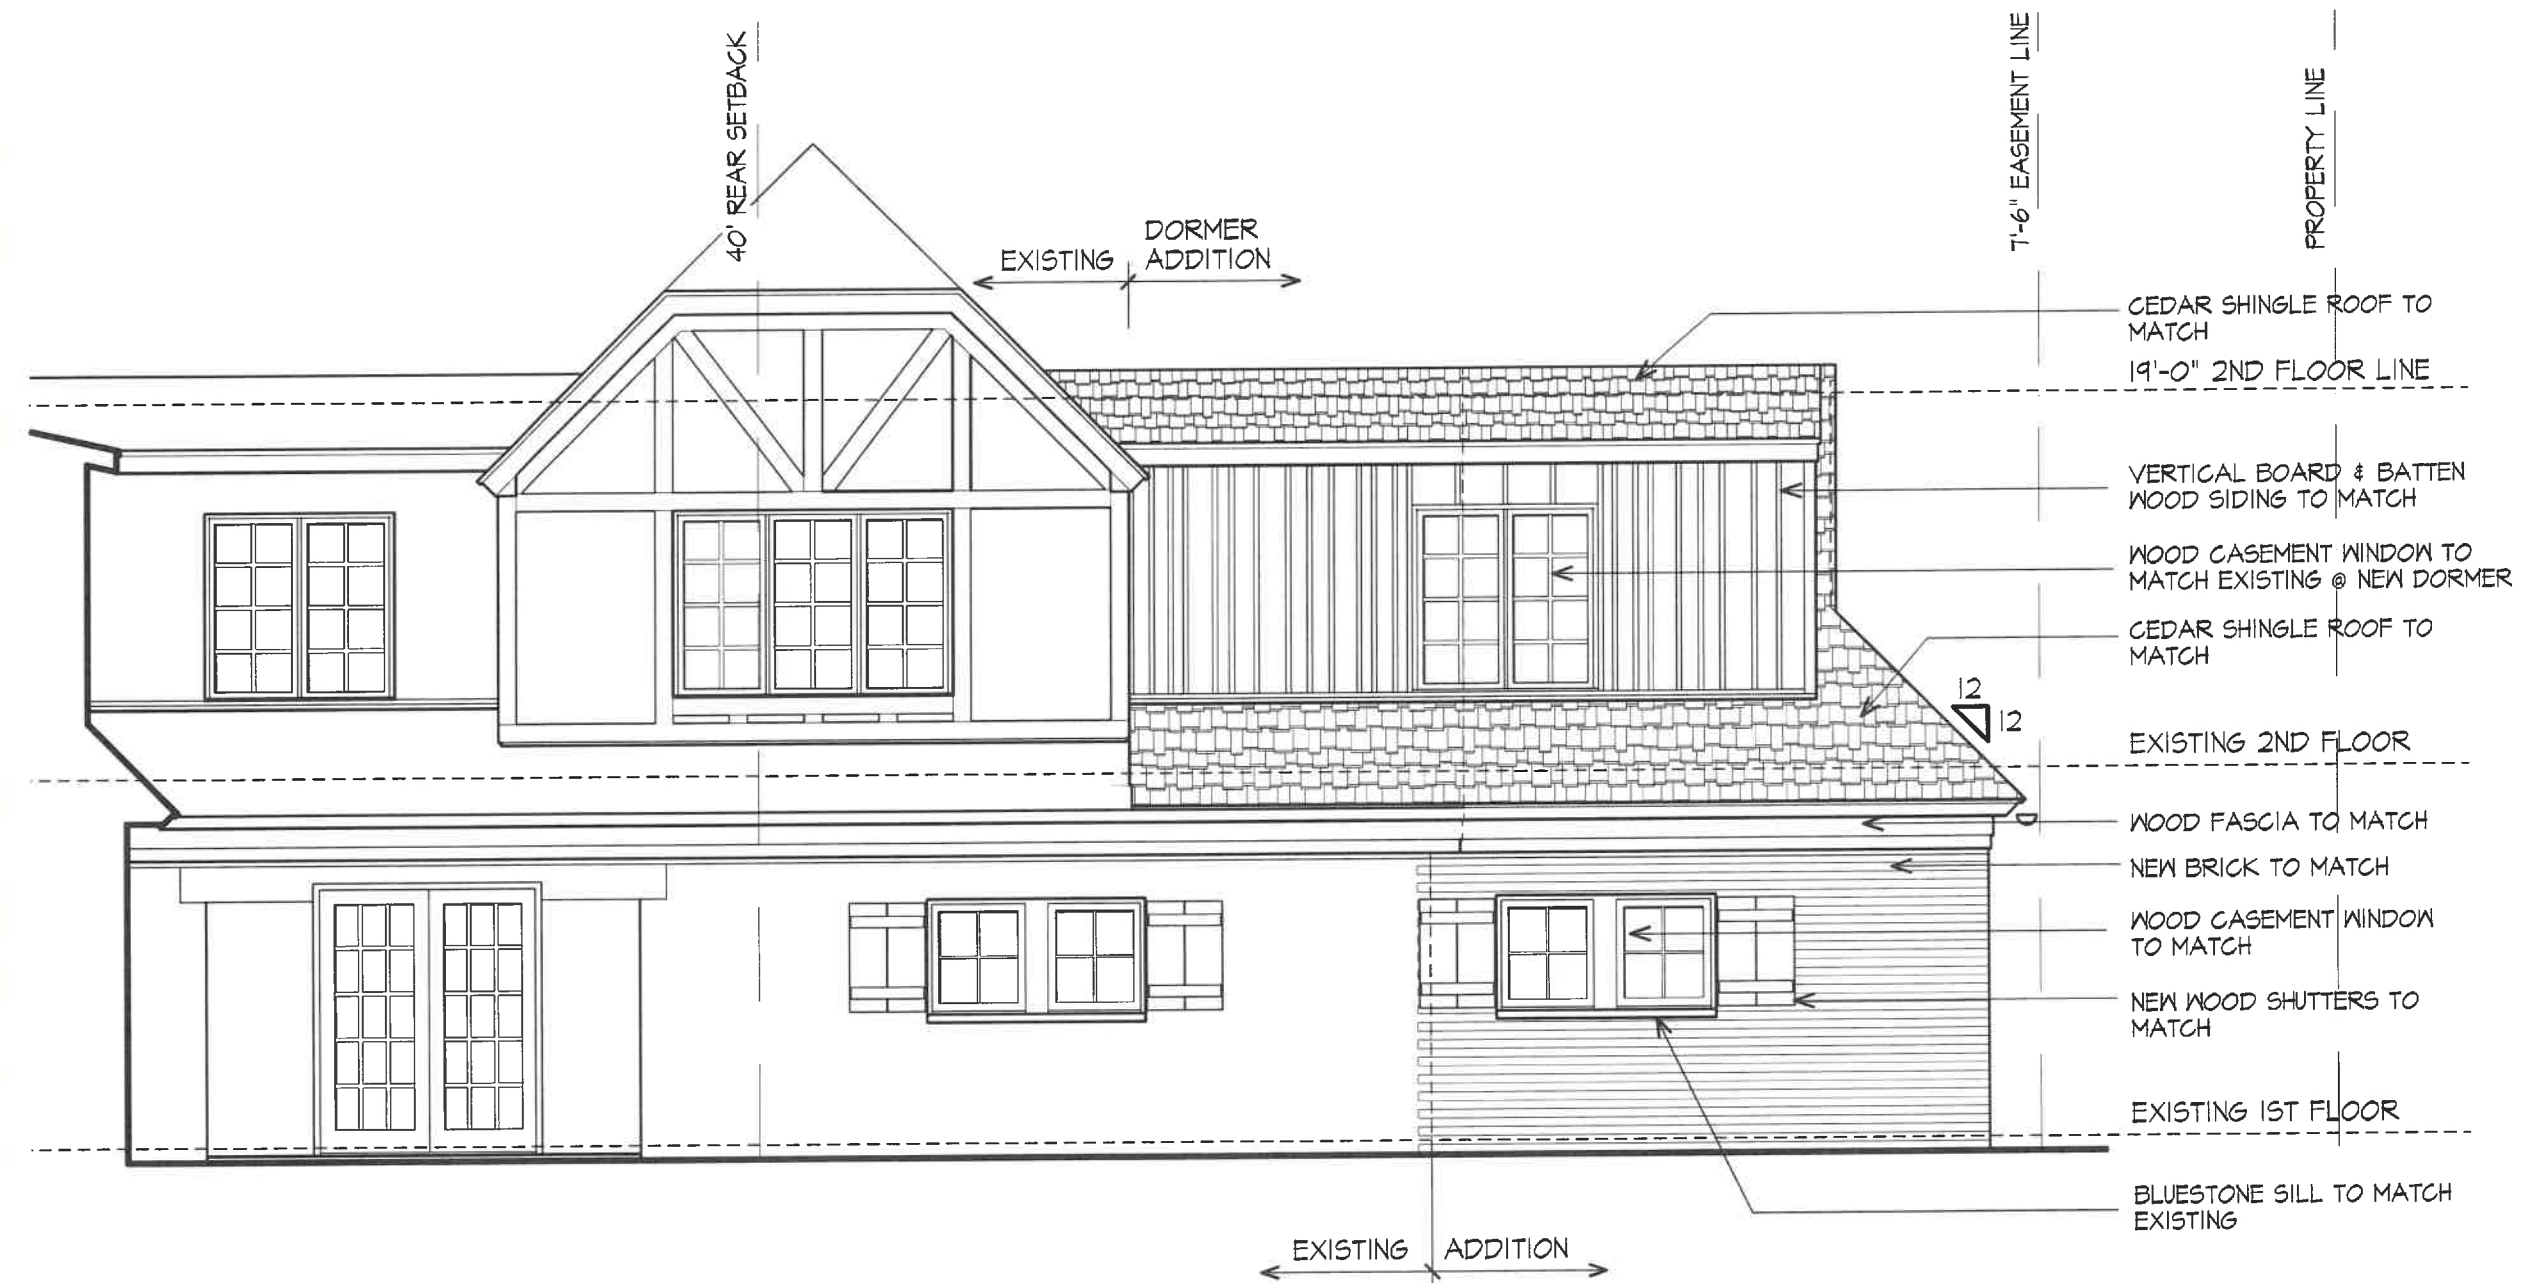 40' REAR SETBACK
7'-6" EASEMENT LINE
PROPERTY LINE
EXISTING
DORMER
ADDITION
CEDAR SHINGLE ROOF TO
MATCH
19'-0" 2ND FLOOR LINE
VERTICAL BOARD & BATTEN
WOOD SIDING TO MATCH
WOOD CASEMENT WINDOW TO
MATCH EXISTING @ NEW DORMER
CEDAR SHINGLE ROOF TO
MATCH
12
12
EXISTING 2ND FLOOR
WOOD FASCIA TO MATCH
NEW BRICK TO MATCH
WOOD CASEMENT WINDOW
TO MATCH
NEW WOOD SHUTTERS TO
MATCH
EXISTING 1ST FLOOR
BLUESTONE SILL TO MATCH
EXISTING
EXISTING
ADDITION